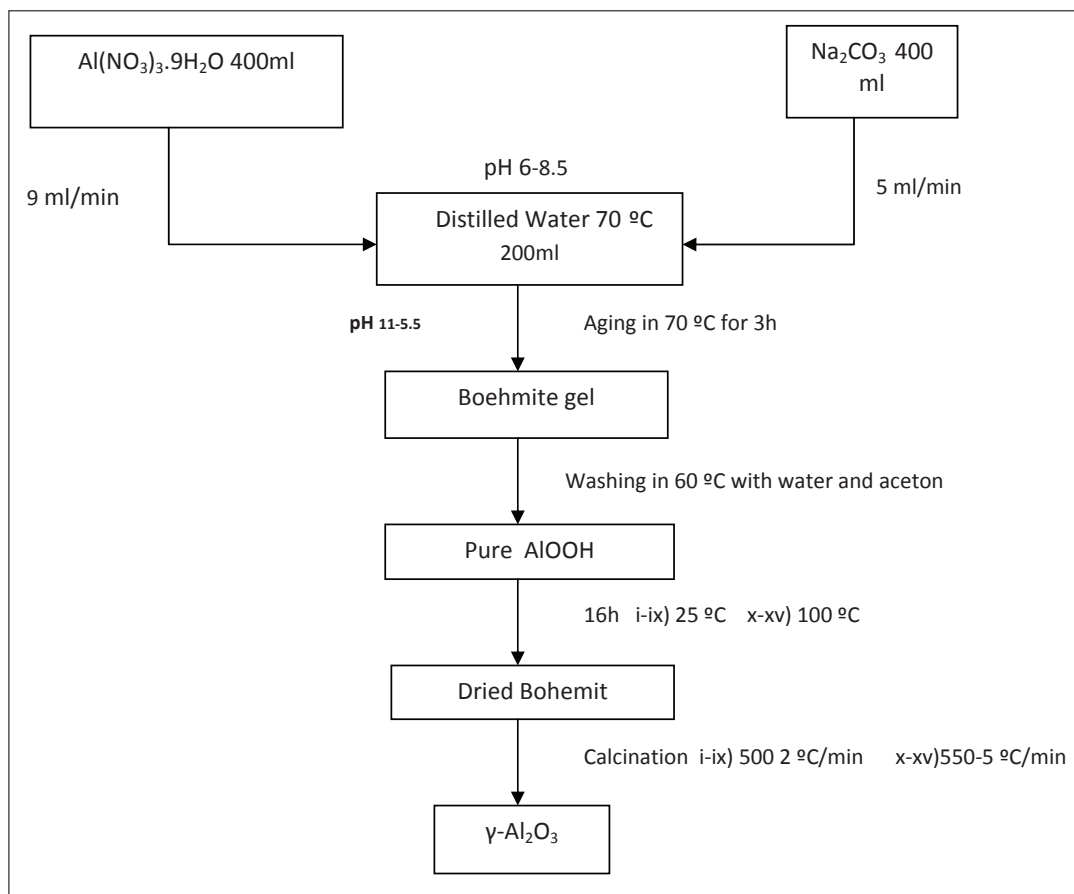 Al(NO₃)₃.9H₂O 400ml
Na₂CO₃ 400
ml
pH 6-8.5
9 ml/min
5 ml/min
Distilled Water 70 ºC
200ml
pH 11-5.5
Aging in 70 ºC for 3h
Boehmite gel
Washing in 60 ºC with water and aceton
Pure AlOOH
16h i-ix) 25 ºC x-xv) 100 ºC
Dried Bohemit
Calcination i-ix) 500 2 ºC/min x-xv)550-5 ºC/min
γ-Al₂O₃